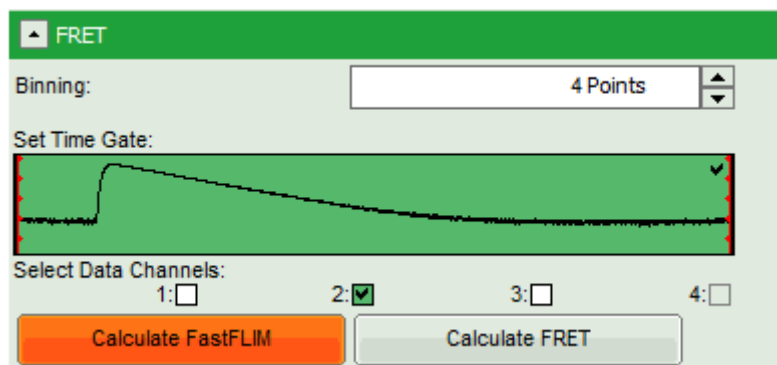 FRET
Binning: 4 Points
Set Time Gate:
Select Data Channels:
1: 2: 3: 4:
Calculate FastFLIM Calculate FRET